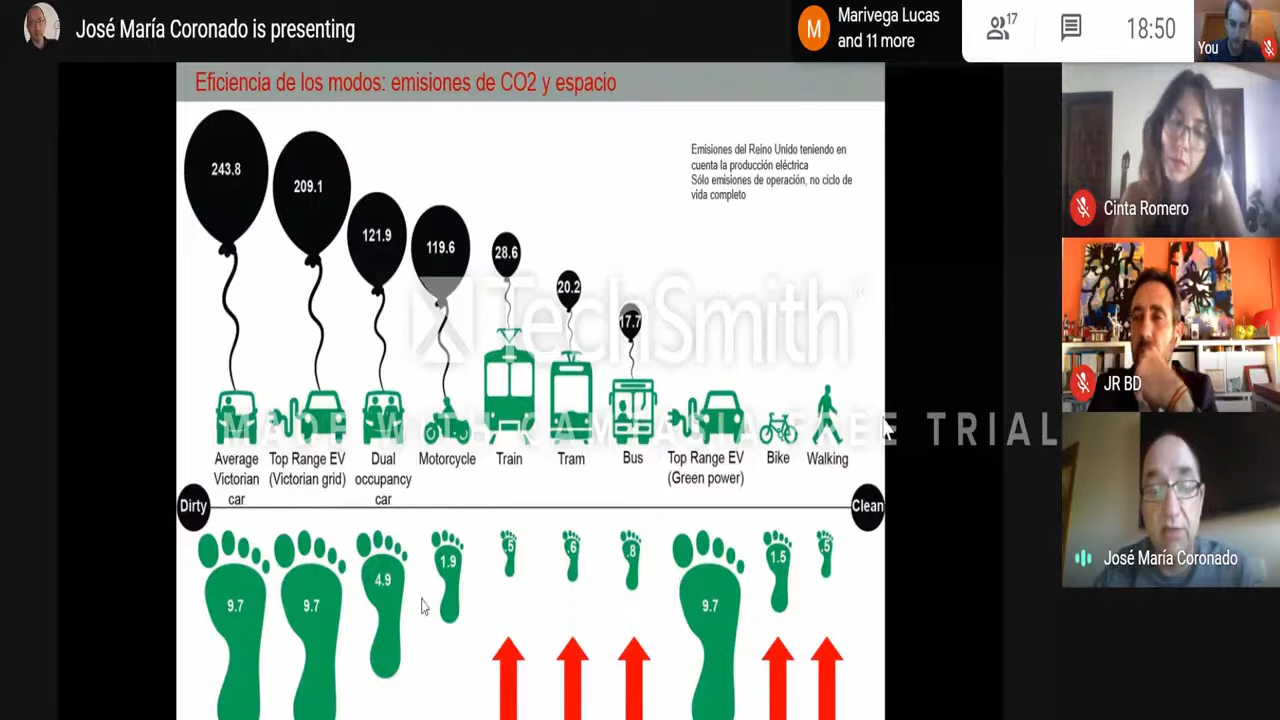 José María Coronado is presenting
Marivega Lucas
and 11 more
M
17
18:50
You
Eficiencia de los modos: emisiones de CO2 y espacio
Emisiones del Reino Unido teniendo en
cuenta la producción eléctrica
Sólo emisiones de operación, no ciclo de
vida completo
243.8
209.1
121.9
119.6
28.6
20.2
17.7
TechSmith
MADE WITH CAMTASIA FREE TRIAL
Average
Victorian
car
Top Range EV
(Victorian grid)
Dual
occupancy
car
Motorcycle
Train
Tram
Bus
Top Range EV
(Green power)
Bike
Walking
Dirty
Clean
9.7
9.7
4.9
1.9
.5
.6
.8
9.7
1.5
.5
Cinta Romero
JR BD
José María Coronado